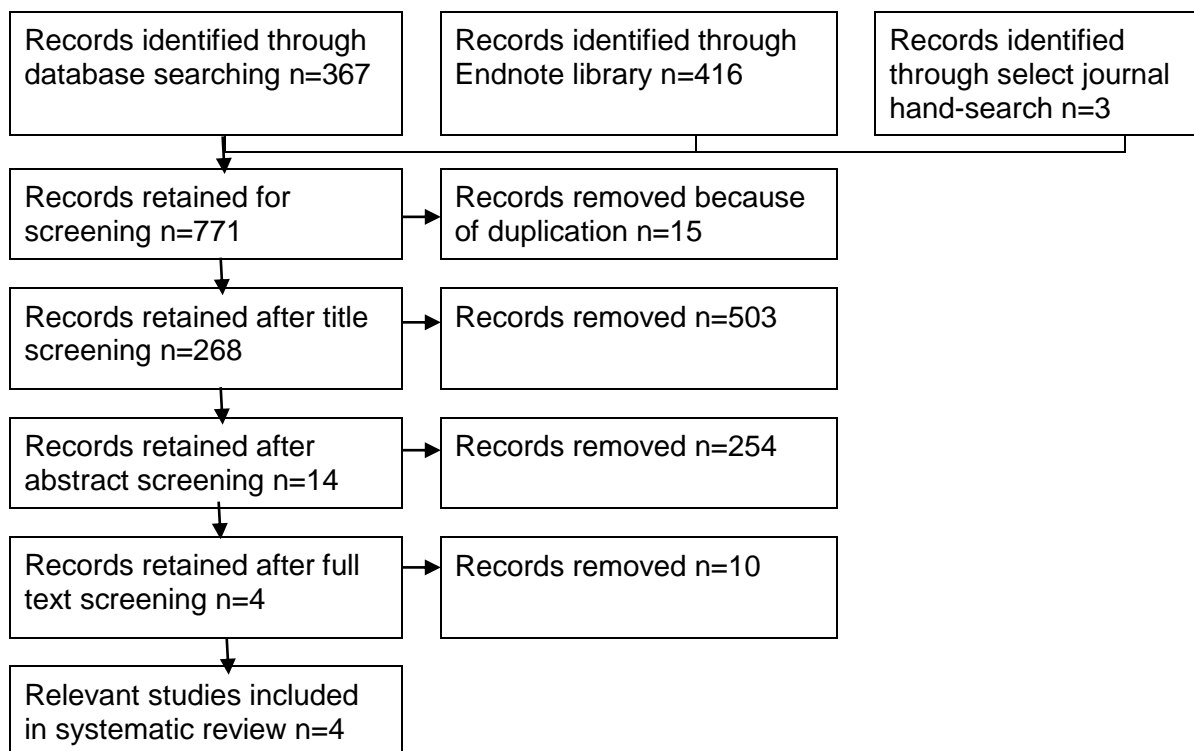 Records identified through
database searching n=367
Records identified through
Endnote library n=416
Records identified
through select journal
hand-search n=3
Records retained for
screening n=771
Records removed because
of duplication n=15
Records retained after title
screening n=268
Records removed n=503
Records retained after
abstract screening n=14
Records removed n=254
Records retained after full
text screening n=4
Records removed n=10
Relevant studies included
in systematic review n=4